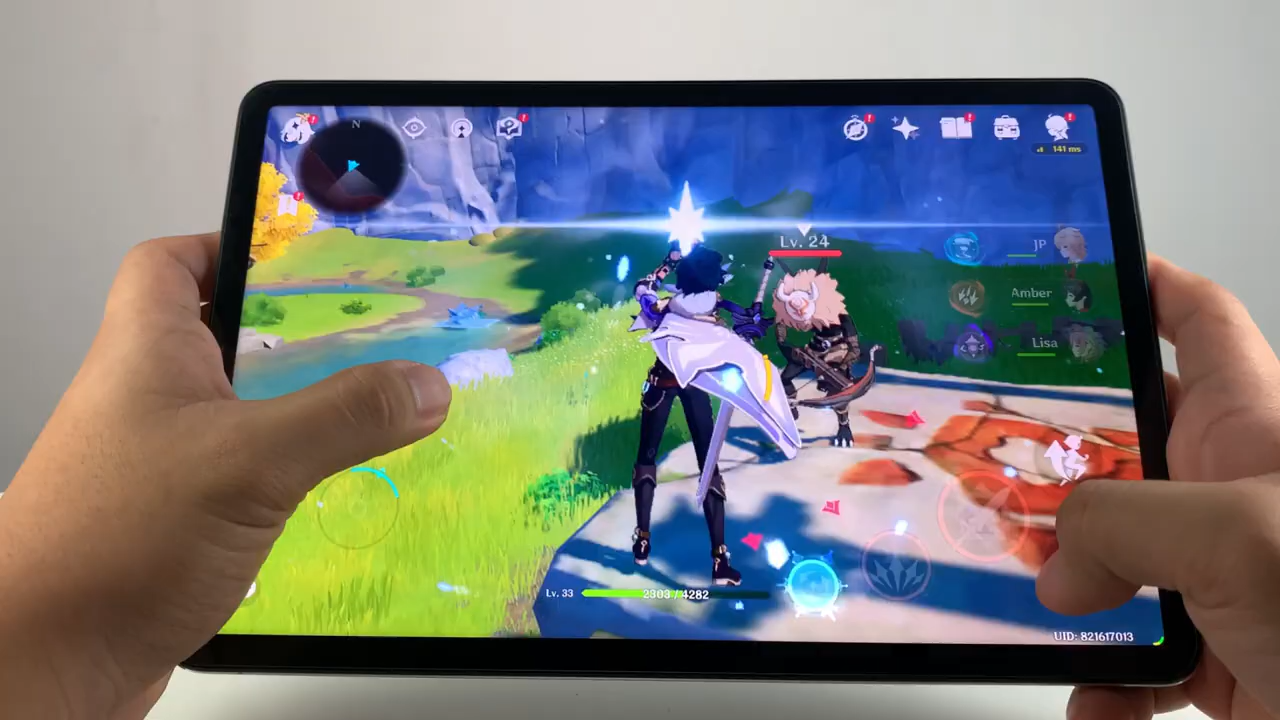 N
141 ms
Lv. 24
JP
Amber
Lisa
Lv. 33
2303 / 4282
UID: 821617013